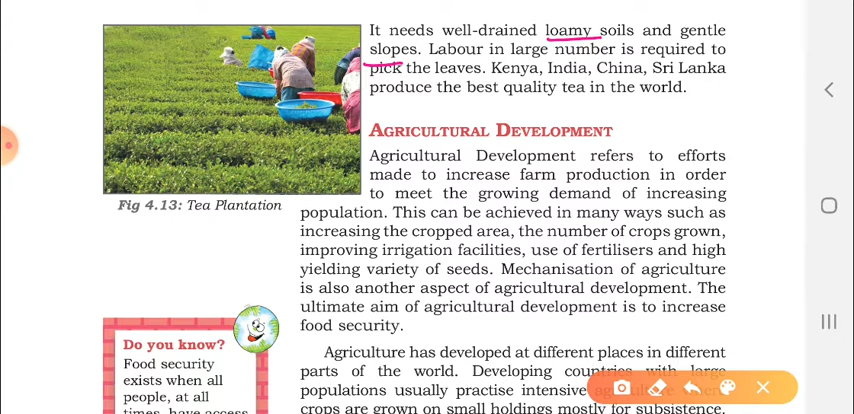 It needs well-drained loamy soils and gentle
slopes. Labour in large number is required to
pick the leaves. Kenya, India, China, Sri Lanka
produce the best quality tea in the world.
AGRICULTURAL DEVELOPMENT
Agricultural Development refers to efforts
made to increase farm production in order
to meet the growing demand of increasing
population. This can be achieved in many ways such as
increasing the cropped area, the number of crops grown,
improving irrigation facilities, use of fertilisers and high
yielding variety of seeds. Mechanisation of agriculture
is also another aspect of agricultural development. The
ultimate aim of agricultural development is to increase
food security.
Agriculture has developed at different places in different
parts of the world. Developing countries with large
populations usually practise intensive agriculture where
crops are grown on small holdings mostly for subsistence.
Fig 4.13: Tea Plantation
Do you know?
Food security
exists when all
people, at all
times, have access